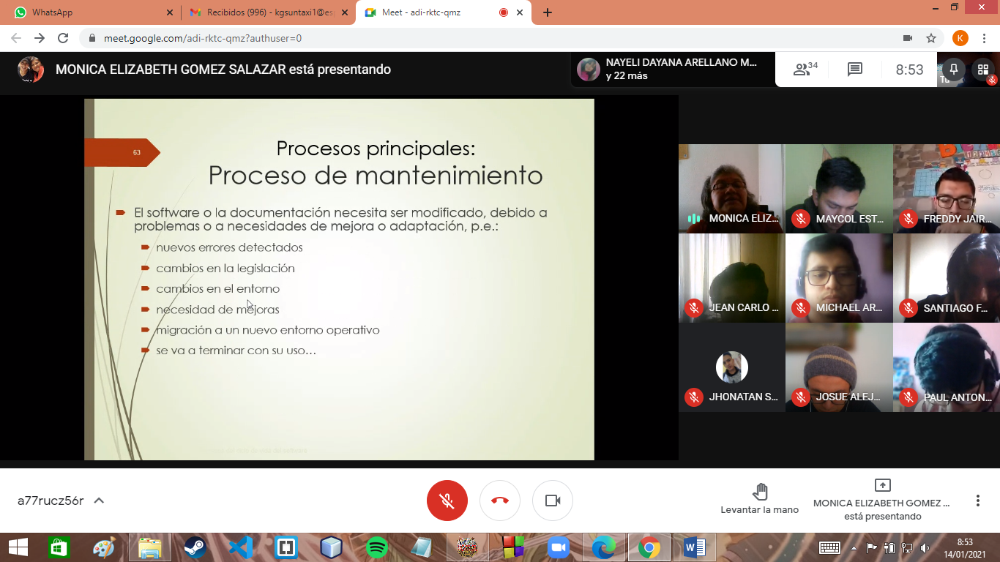 WhatsApp
Recibidos (996) - kgsuntaxi1@es
Meet - adi-rktc-qmz
meet.google.com/adi-rktc-qmz?authuser=0
K
MONICA ELIZABETH GOMEZ SALAZAR está presentando
NAYELI DAYANA ARELLANO M...
y 22 más
34
8:53
Tú
63
Procesos principales:
Proceso de mantenimiento
El software o la documentación necesita ser modificado, debido a
problemas o a necesidades de mejora o adaptación, p.e.:
nuevos errores detectados
cambios en la legislación
cambios en el entorno
necesidad de mejoras
migración a un nuevo entorno operativo
se va a terminar con su uso...
MONICA ELIZ...
MAYCOL EST...
FREDDY JAIR...
JEAN CARLO ...
MICHAEL AR...
SANTIAGO F...
JHONATAN S...
JOSUE ALEJ...
PAUL ANTON...
a77rucz56r
Levantar la mano
MONICA ELIZABETH GOMEZ ...
está presentando
8:53
14/01/2021